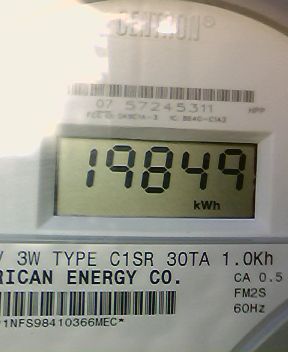 CENTRON®
07 57245311
19849
kWh
V 3W TYPE C1SR 30TA 1.0Kh
RICAN ENERGY CO.
CA 0.5
FM2S
60Hz
*1NFS98410366MEC*